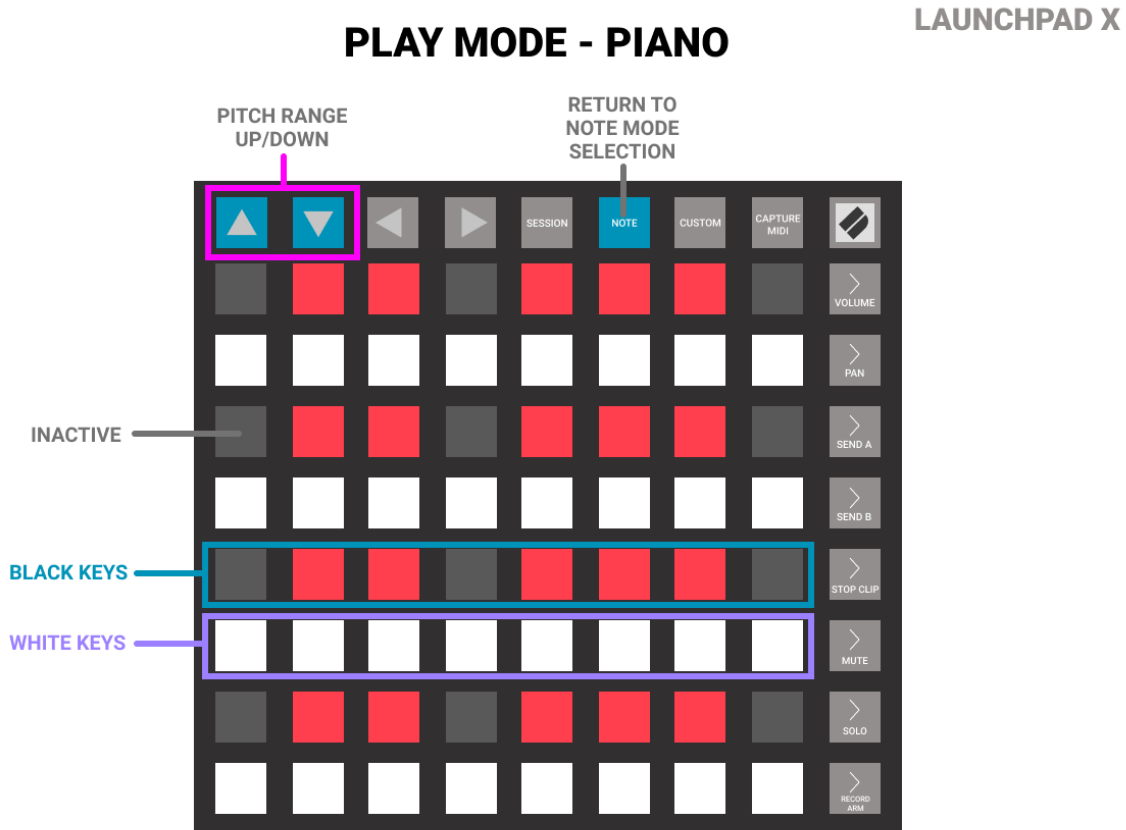 LAUNCHPAD X
PLAY MODE - PIANO
PITCH RANGE
UP/DOWN
RETURN TO
NOTE MODE
SELECTION
SESSION
NOTE
CUSTOM
CAPTURE
MIDI
VOLUME
PAN
INACTIVE
SEND A
SEND B
BLACK KEYS
STOP CLIP
WHITE KEYS
MUTE
SOLO
RECORD
ARM